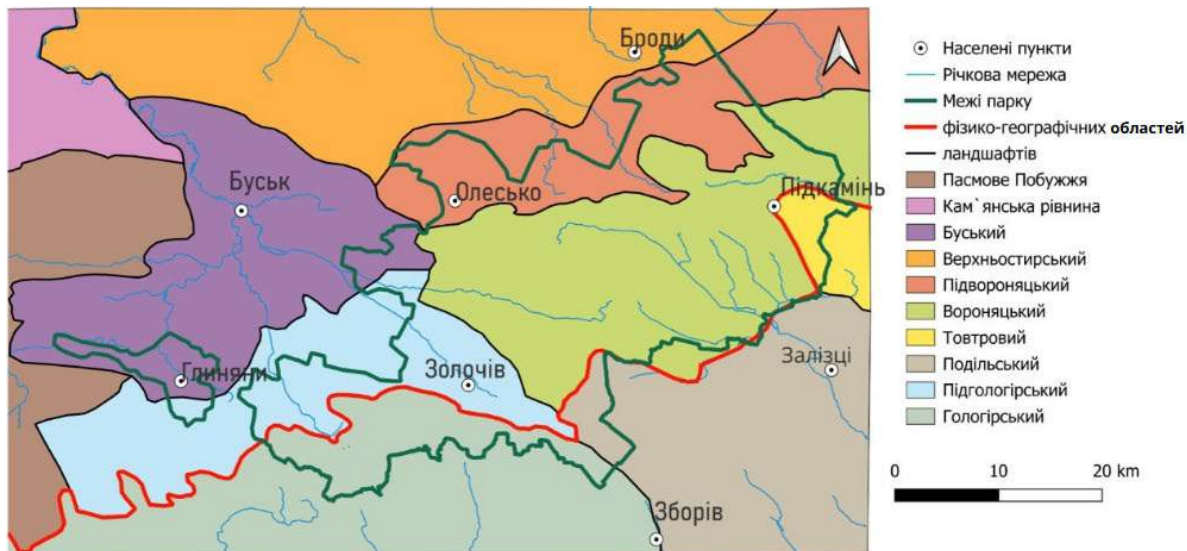 Броди
Буськ
Олесько
Підкамінь
Глиняни
Золочів
Залізці
Зборів
Населені пункти
Річкова мережа
Межі парку
фізико-географічних областей
ландшафтів
Пасмове Побужжя
Кам`янська рівнина
Буський
Верхньостирський
Підвороняцький
Вороняцький
Товтровий
Подільський
Підгологірський
Гологірський
0 10 20 km